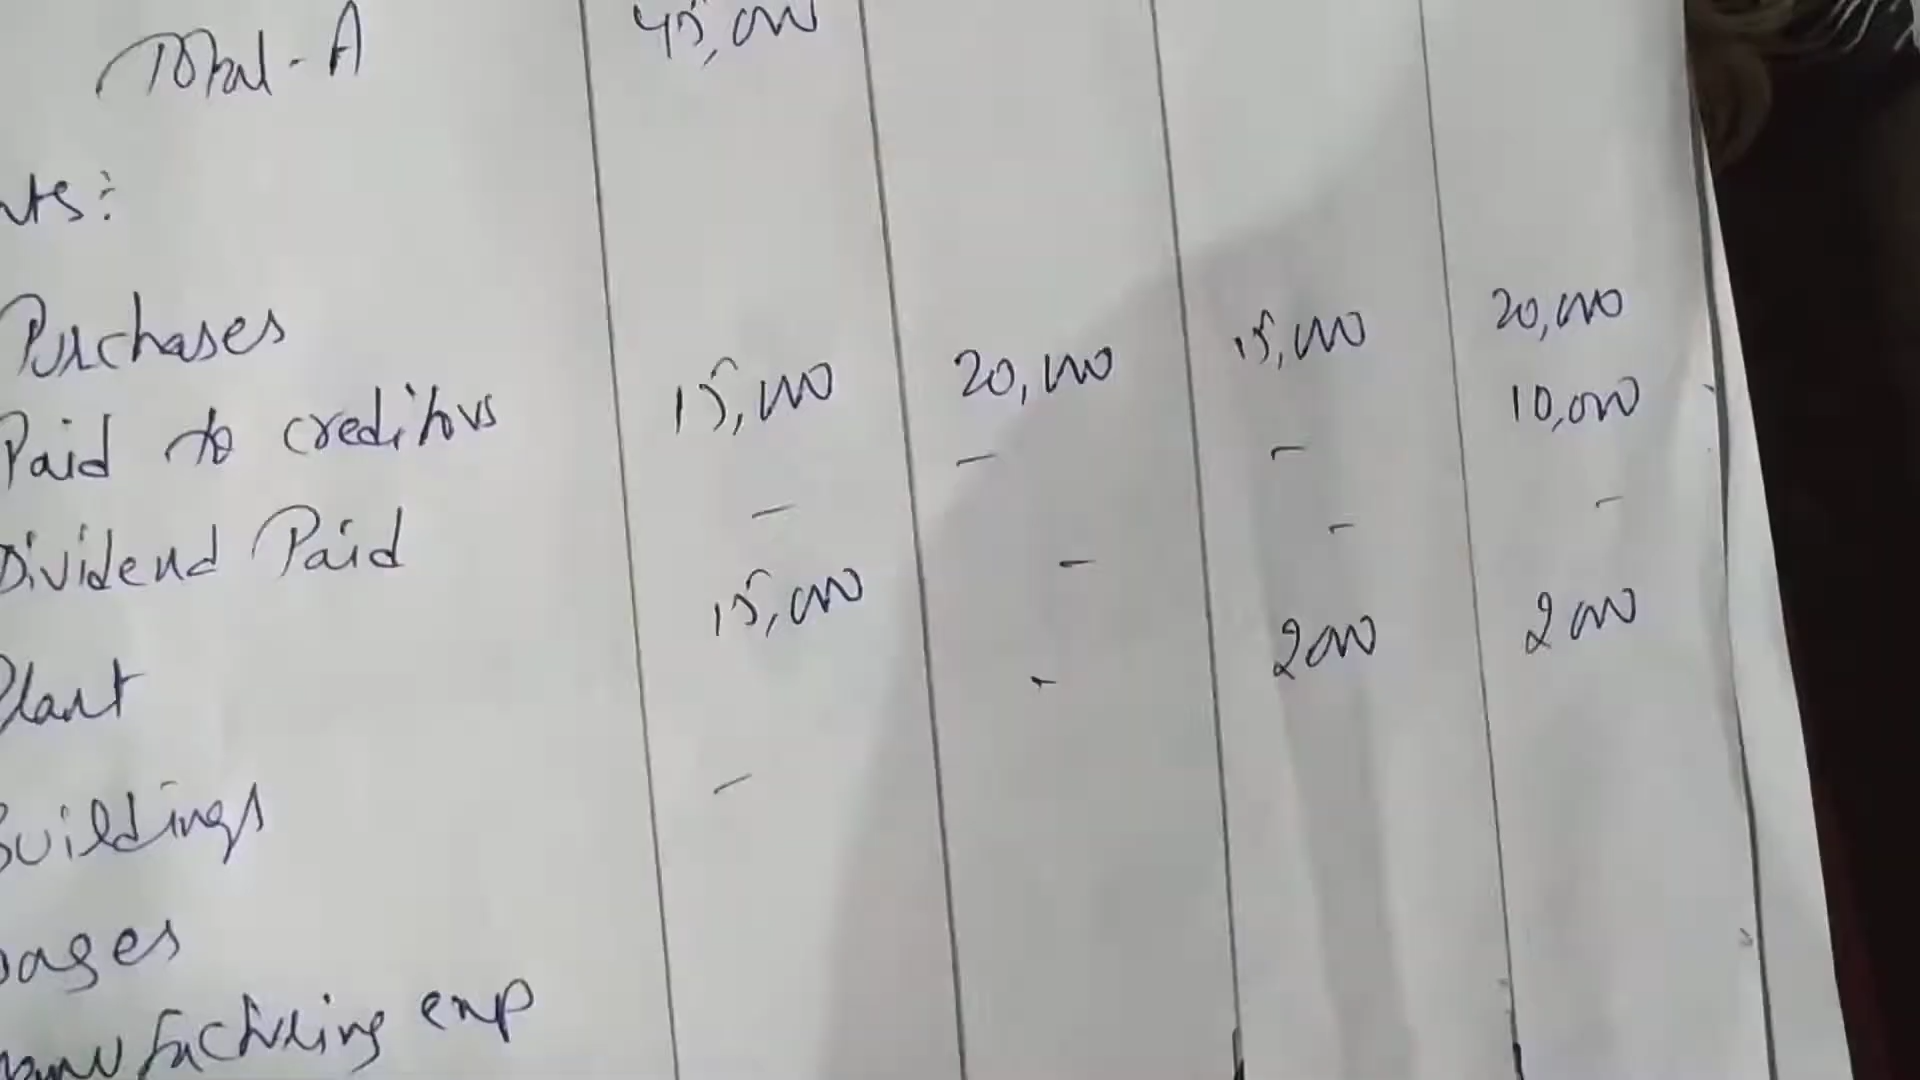 Total - A 45,000
nts:
Purchases 15,000 20,000 15,000 20,000
Paid to creditors - - - 10,000
Dividend Paid 15,000 - - -
Plant - - 2000 2000
Buildings
wages
manufacturing exp